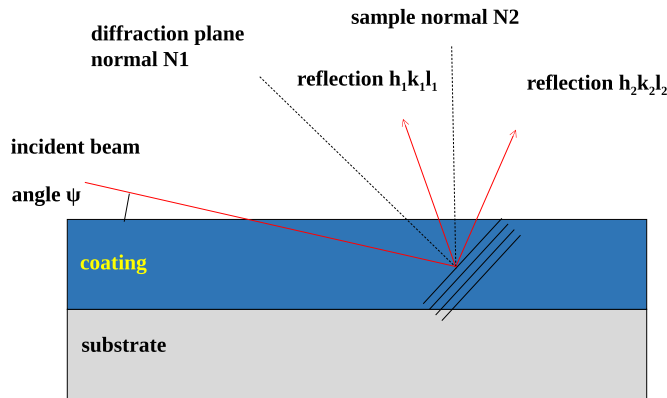 sample normal N2
diffraction plane
normal N1
reflection h₁k₁l₁
reflection h₂k₂l₂
incident beam
angle ψ
coating
substrate